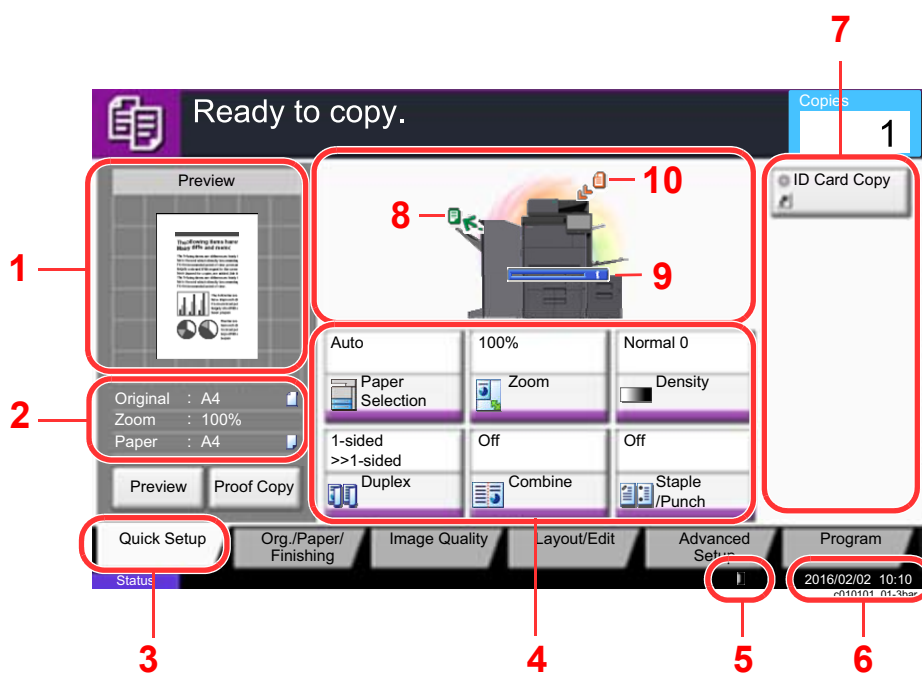 7
Ready to copy.
Copies
1
Preview
10
8
9
ID Card Copy
1
Auto
100%
Normal 0
Paper
Selection
Zoom
Density
Original : A4
Zoom : 100%
Paper : A4
2
1-sided
>>1-sided
Off
Off
Duplex
Combine
Staple
/Punch
Preview
Proof Copy
Quick Setup
Org./Paper/
Finishing
Image Quality
Layout/Edit
Advanced
Setup
Program
Status
2016/02/02 10:10
3
4
5
6